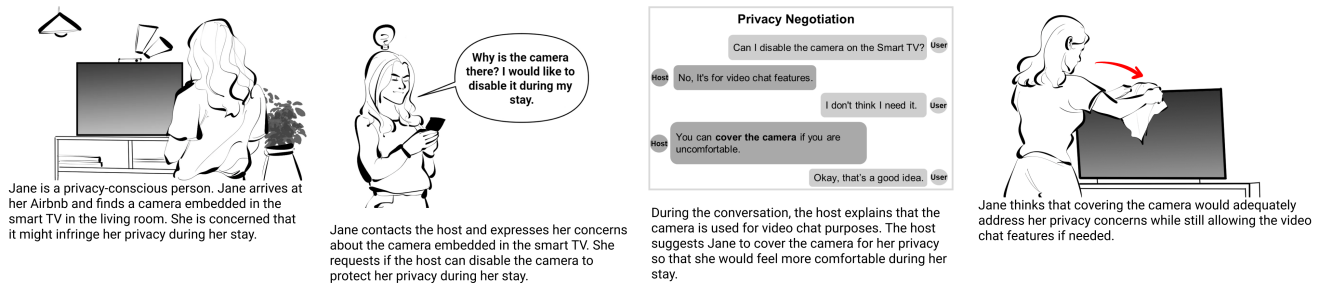 Jane is a privacy-conscious person. Jane arrives at
her Airbnb and finds a camera embedded in the
smart TV in the living room. She is concerned that
it might infringe her privacy during her stay.
Why is the camera
there? I would like to
disable it during my
stay.
Jane contacts the host and expresses her concerns
about the camera embedded in the smart TV. She
requests if the host can disable the camera to
protect her privacy during her stay.
Privacy Negotiation
Can I disable the camera on the Smart TV? User
Host No, It's for video chat features.
I don't think I need it. User
Host You can cover the camera if you are
uncomfortable.
Okay, that's a good idea. User
During the conversation, the host explains that the
camera is used for video chat purposes. The host
suggests Jane to cover the camera for her privacy
so that she would feel more comfortable during her
stay.
Jane thinks that covering the camera would adequately
address her privacy concerns while still allowing the video
chat features if needed.